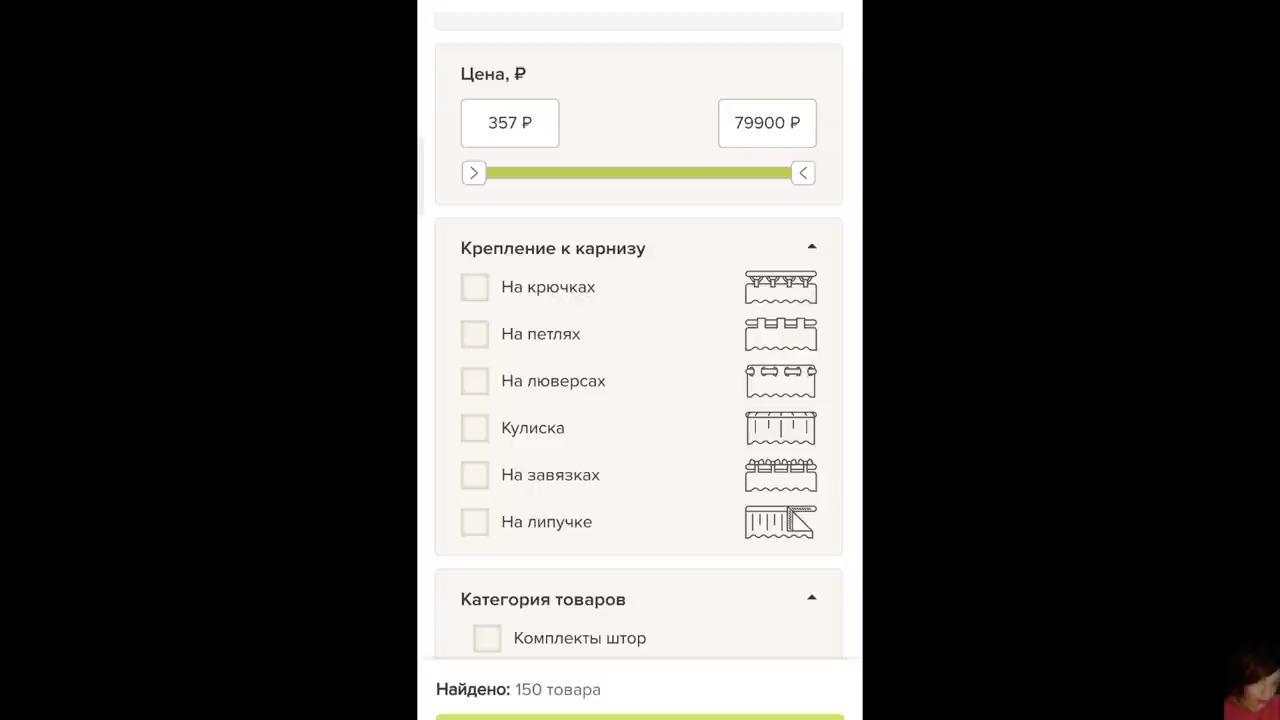 Цена, ₽
357 ₽
79900 ₽
Крепление к карнизу
На крючках
На петлях
На люверсах
Кулиска
На завязках
На липучке
Категория товаров
Комплекты штор
Найдено: 150 товара